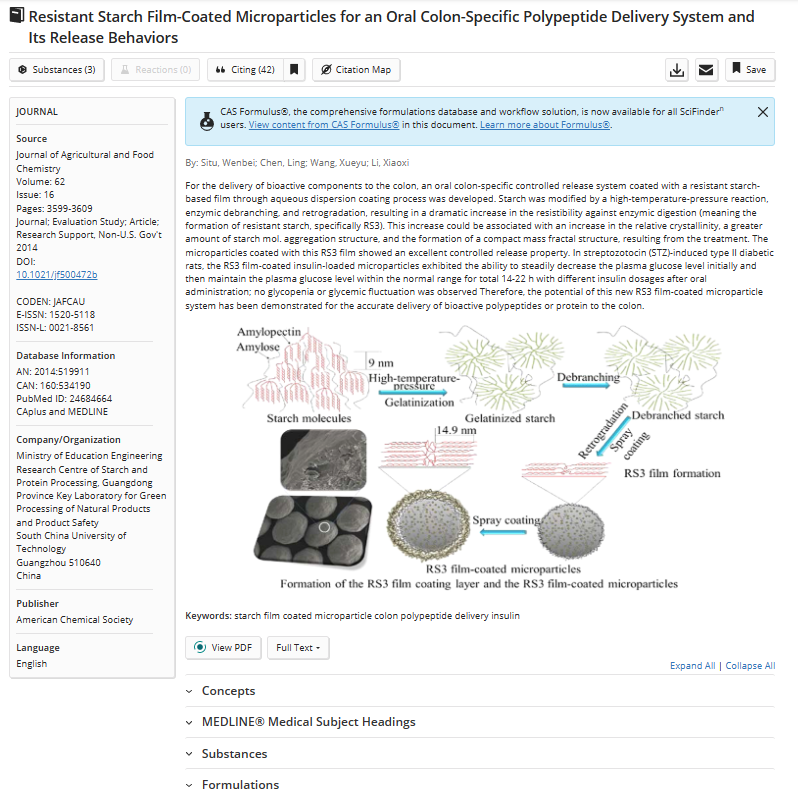 Resistant Starch Film-Coated Microparticles for an Oral Colon-Specific Polypeptide Delivery System and
Its Release Behaviors
Substances (3)
Reactions (0)
Citing (42)
Citation Map
Save
JOURNAL
Source
Journal of Agricultural and Food
Chemistry
Volume: 62
Issue: 16
Pages: 3599-3609
Journal; Evaluation Study; Article;
Research Support, Non-U.S. Gov't
2014
DOI:
10.1021/jf500472b
CODEN: JAFCAU
E-ISSN: 1520-5118
ISSN-L: 0021-8561
Database Information
AN: 2014:519911
CAN: 160:534190
PubMed ID: 24684664
CAplus and MEDLINE
Company/Organization
Ministry of Education Engineering
Research Centre of Starch and
Protein Processing, Guangdong
Province Key Laboratory for Green
Processing of Natural Products
and Product Safety
South China University of
Technology
Guangzhou 510640
China
Publisher
American Chemical Society
Language
English
CAS Formulus®, the comprehensive formulations database and workflow solution, is now available for all SciFinderⁿ
users. View content from CAS Formulus® in this document. Learn more about Formulus®.
By: Situ, Wenbei; Chen, Ling; Wang, Xueyu; Li, Xiaoxi
For the delivery of bioactive components to the colon, an oral colon-specific controlled release system coated with a resistant starch-
based film through aqueous dispersion coating process was developed. Starch was modified by a high-temperature-pressure reaction,
enzymic debranching, and retrogradation, resulting in a dramatic increase in the resistibility against enzymic digestion (meaning the
formation of resistant starch, specifically RS3). This increase could be associated with an increase in the relative crystallinity, a greater
amount of starch mol. aggregation structure, and the formation of a compact mass fractal structure, resulting from the treatment. The
microparticles coated with this RS3 film showed an excellent controlled release property. In streptozotocin (STZ)-induced type II diabetic
rats, the RS3 film-coated insulin-loaded microparticles exhibited the ability to steadily decrease the plasma glucose level initially and
then maintain the plasma glucose level within the normal range for total 14-22 h with different insulin dosages after oral
administration; no glycopenia or glycemic fluctuation was observed Therefore, the potential of this new RS3 film-coated microparticle
system has been demonstrated for the accurate delivery of bioactive polypeptides or protein to the colon.
Amylopectin
Amylose
9 nm
High-temperature-
pressure
Gelatinization
Debranching
Starch molecules
Gelatinized starch
Debranched starch
Retrogradation
Spray
coating
14.9 nm
RS3 film formation
Spray coating
RS3 film-coated microparticles
Formation of the RS3 film coating layer and the RS3 film-coated microparticles
Keywords: starch film coated microparticle colon polypeptide delivery insulin
View PDF
Full Text
Expand All | Collapse All
Concepts
MEDLINE® Medical Subject Headings
Substances
Formulations